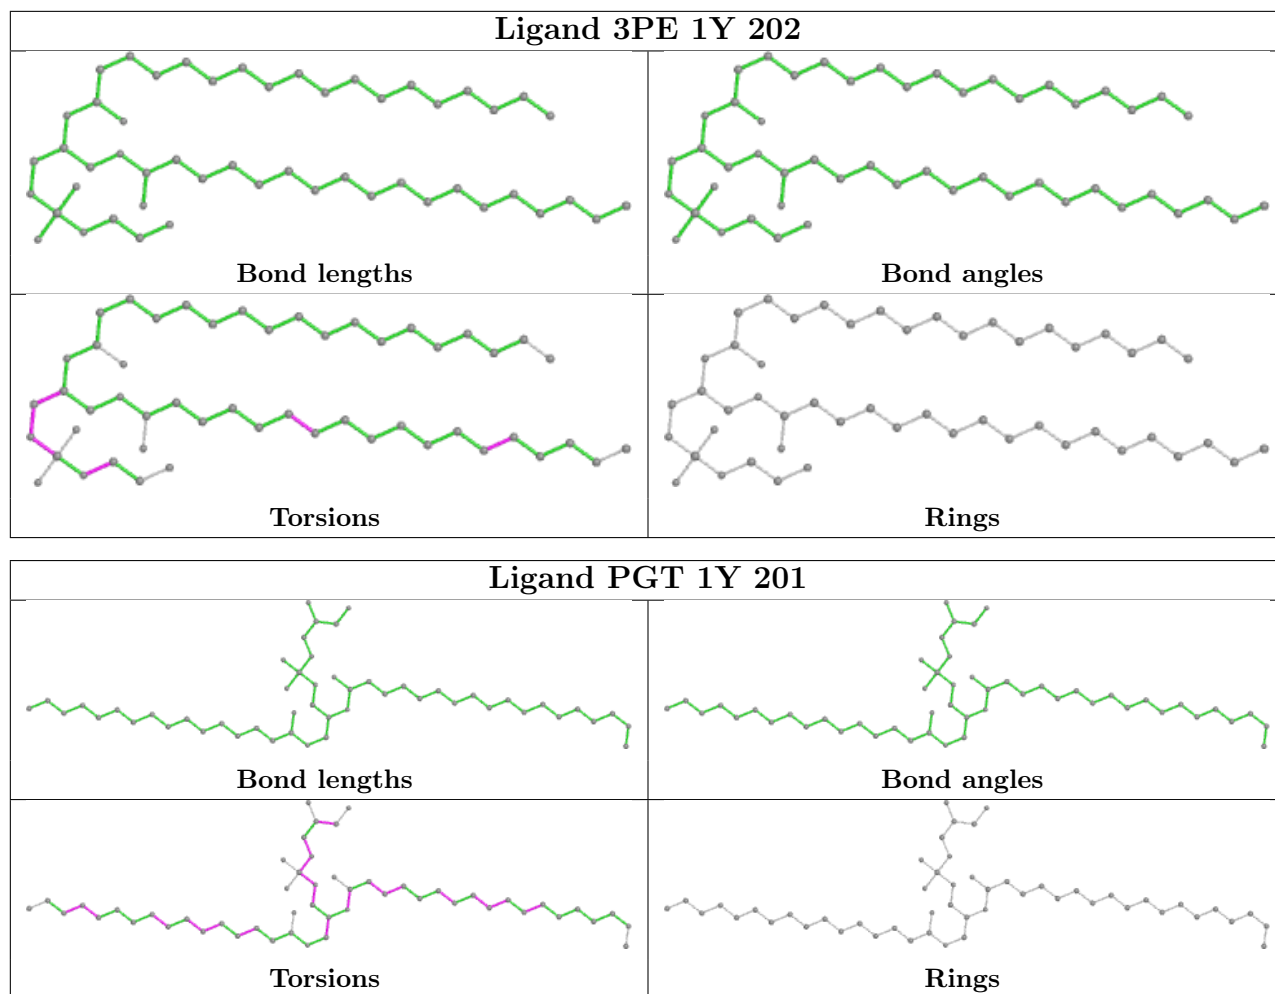 Ligand 3PE 1Y 202
Bond lengths
Bond angles
Torsions
Rings
Ligand PGT 1Y 201
Bond lengths
Bond angles
Torsions
Rings